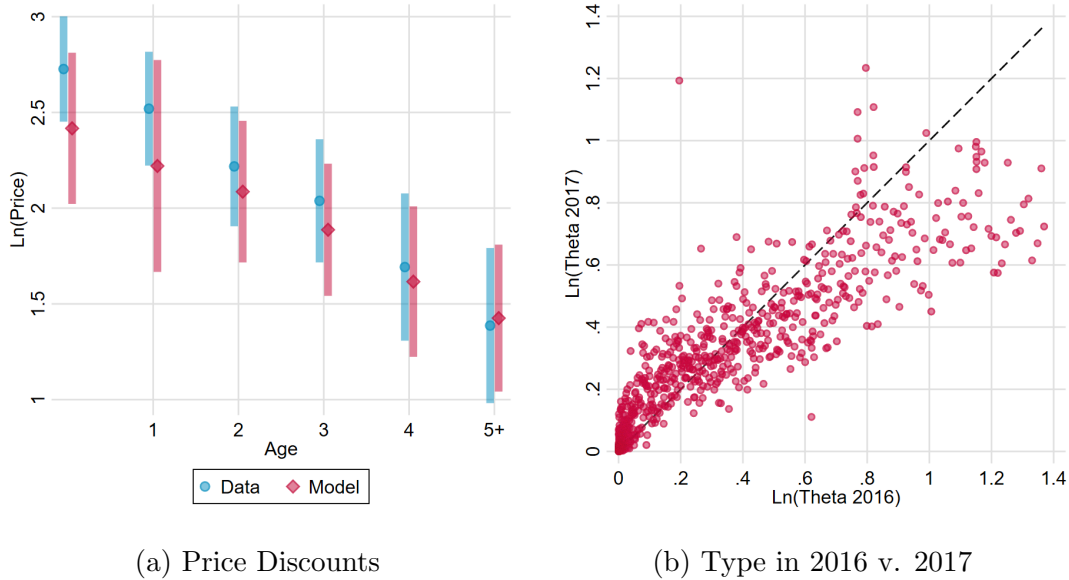 Ln(Price)
3
2.5
2
1.5
1
1 2 3 4 5+
Age
Data Model
(a) Price Discounts
Ln(Theta 2017)
1.4
1.2
1
.8
.6
.4
.2
0
0 .2 .4 .6 .8 1 1.2 1.4
Ln(Theta 2016)
(b) Type in 2016 v. 2017